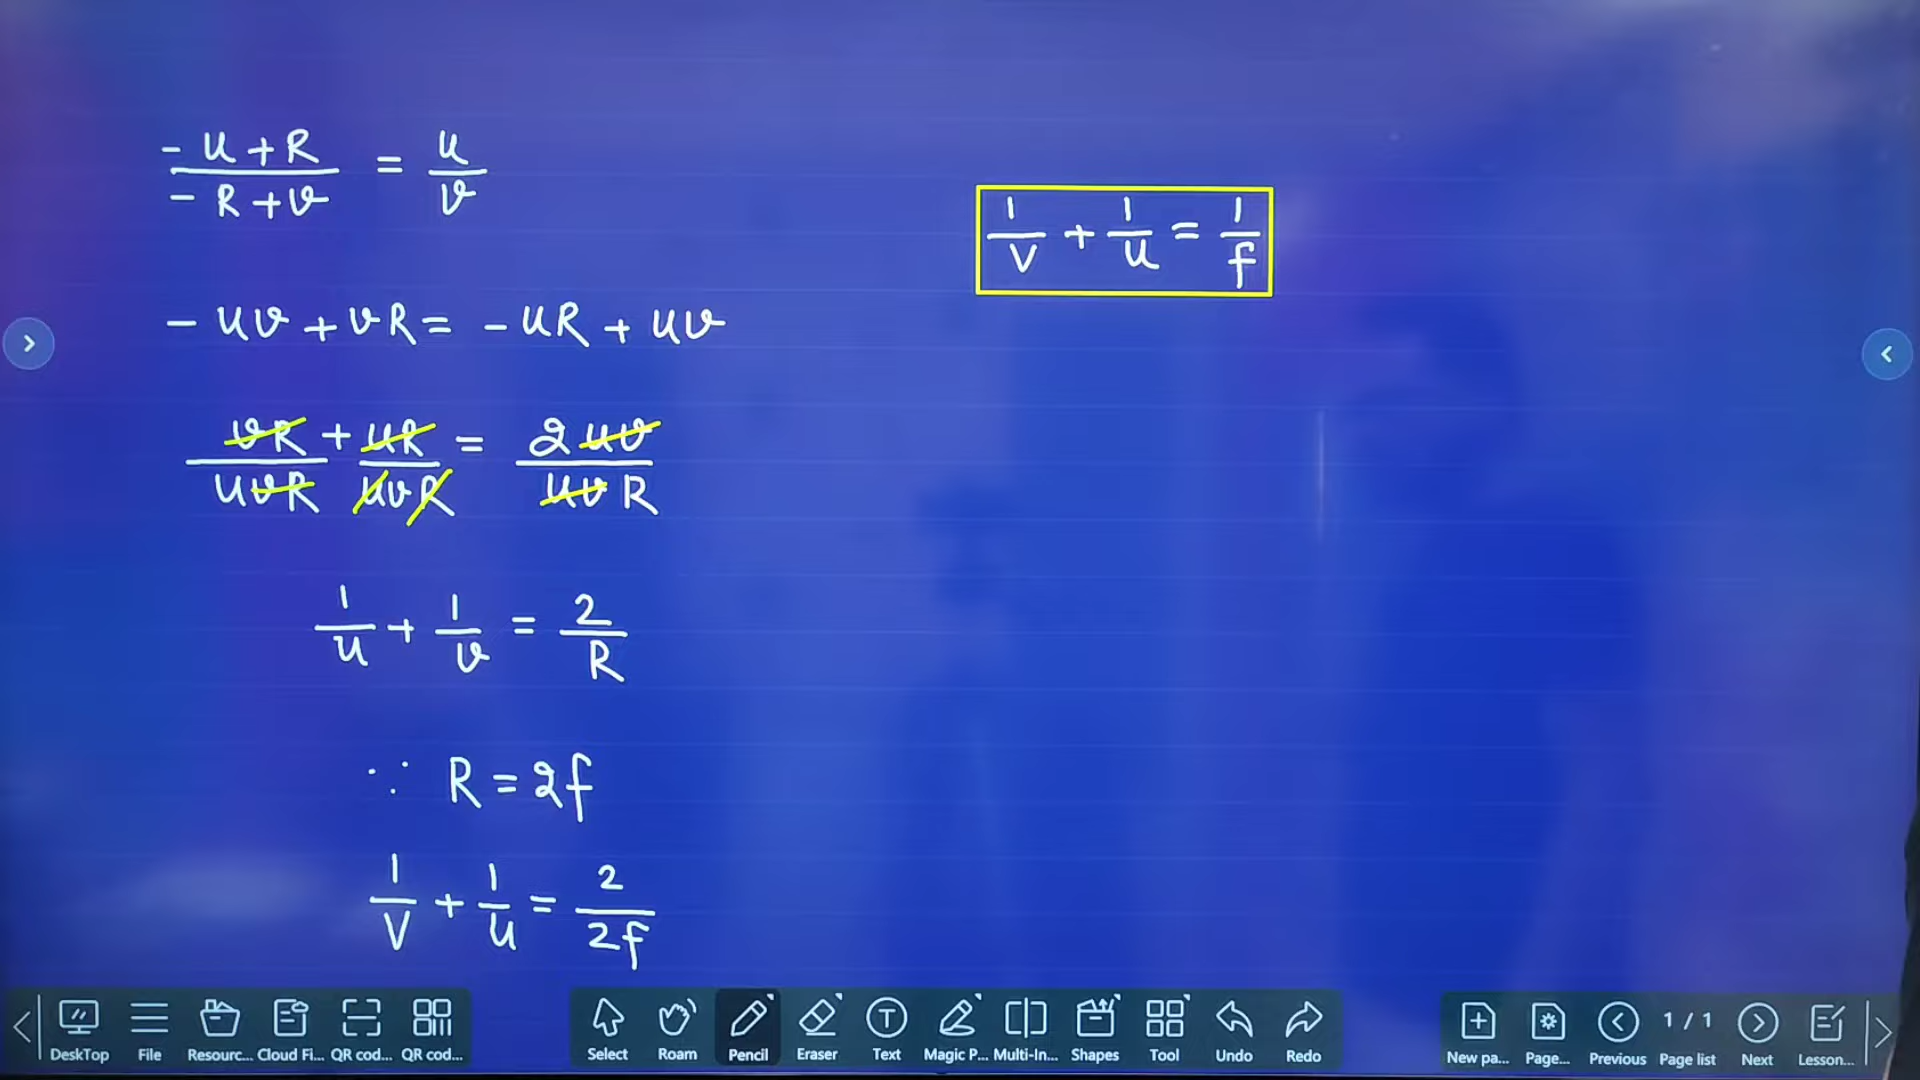 (-u+R)/(-R+v) = u/v
-uv+vR = -uR+uv
vR/uvR + uR/uvR = 2uv/uvR
1/u + 1/v = 2/R
∵ R=2f
1/V + 1/u = 2/2f
1/V + 1/u = 1/f
DeskTop File Resourc... Cloud Fi... QR cod... QR cod... Select Roam Pencil Eraser Text Magic P... Multi-In... Shapes Tool Undo Redo New pa... Page... Previous 1 / 1 Page list Next Lesson...